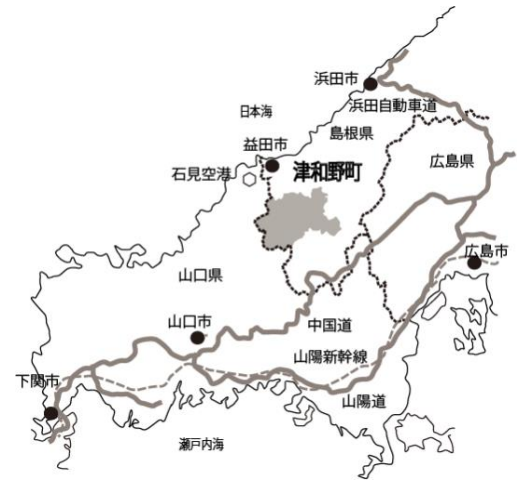 浜田市
浜田自動車道
日本海
島根県
益田市
広島県
石見空港
津和野町
広島市
山口県
山口市
中国道
山陽新幹線
下関市
山陽道
瀬戸内海